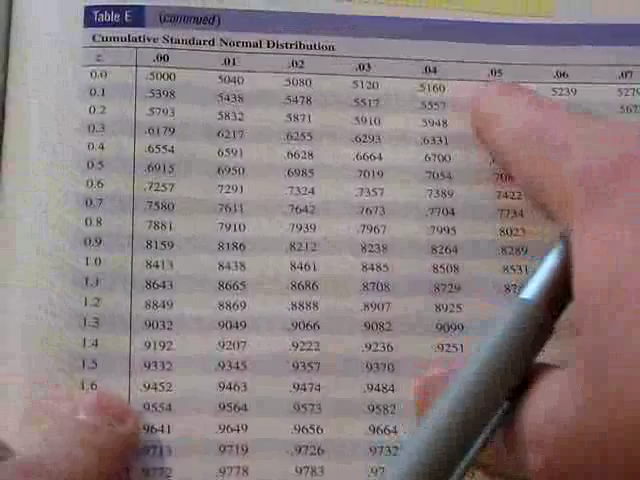 Table E (continued)
Cumulative Standard Normal Distribution
z .00 .01 .02 .03 .04 .05 .06 .07
0.0 .5000 .5040 .5080 .5120 .5160 .5239 .5279
0.1 .5398 .5438 .5478 .5517 .5557
0.2 .5793 .5832 .5871 .5910 .5948
0.3 .6179 .6217 .6255 .6293 .6331
0.4 .6554 .6591 .6628 .6664 .6700
0.5 .6915 .6950 .6985 .7019 .7054
0.6 .7257 .7291 .7324 .7357 .7389 .7422
0.7 .7580 .7611 .7642 .7673 .7704 .7734
0.8 .7881 .7910 .7939 .7967 .7995 .8023
0.9 .8159 .8186 .8212 .8238 .8264 .8289
1.0 .8413 .8438 .8461 .8485 .8508 .8531
1.1 .8643 .8665 .8686 .8708 .8729
1.2 .8849 .8869 .8888 .8907 .8925
1.3 .9032 .9049 .9066 .9082 .9099
1.4 .9192 .9207 .9222 .9236 .9251
1.5 .9332 .9345 .9357 .9370
1.6 .9452 .9463 .9474 .9484
.9554 .9564 .9573 .9582
.9641 .9649 .9656 .9664
.9713 .9719 .9726 .9732
.9772 .9778 .9783